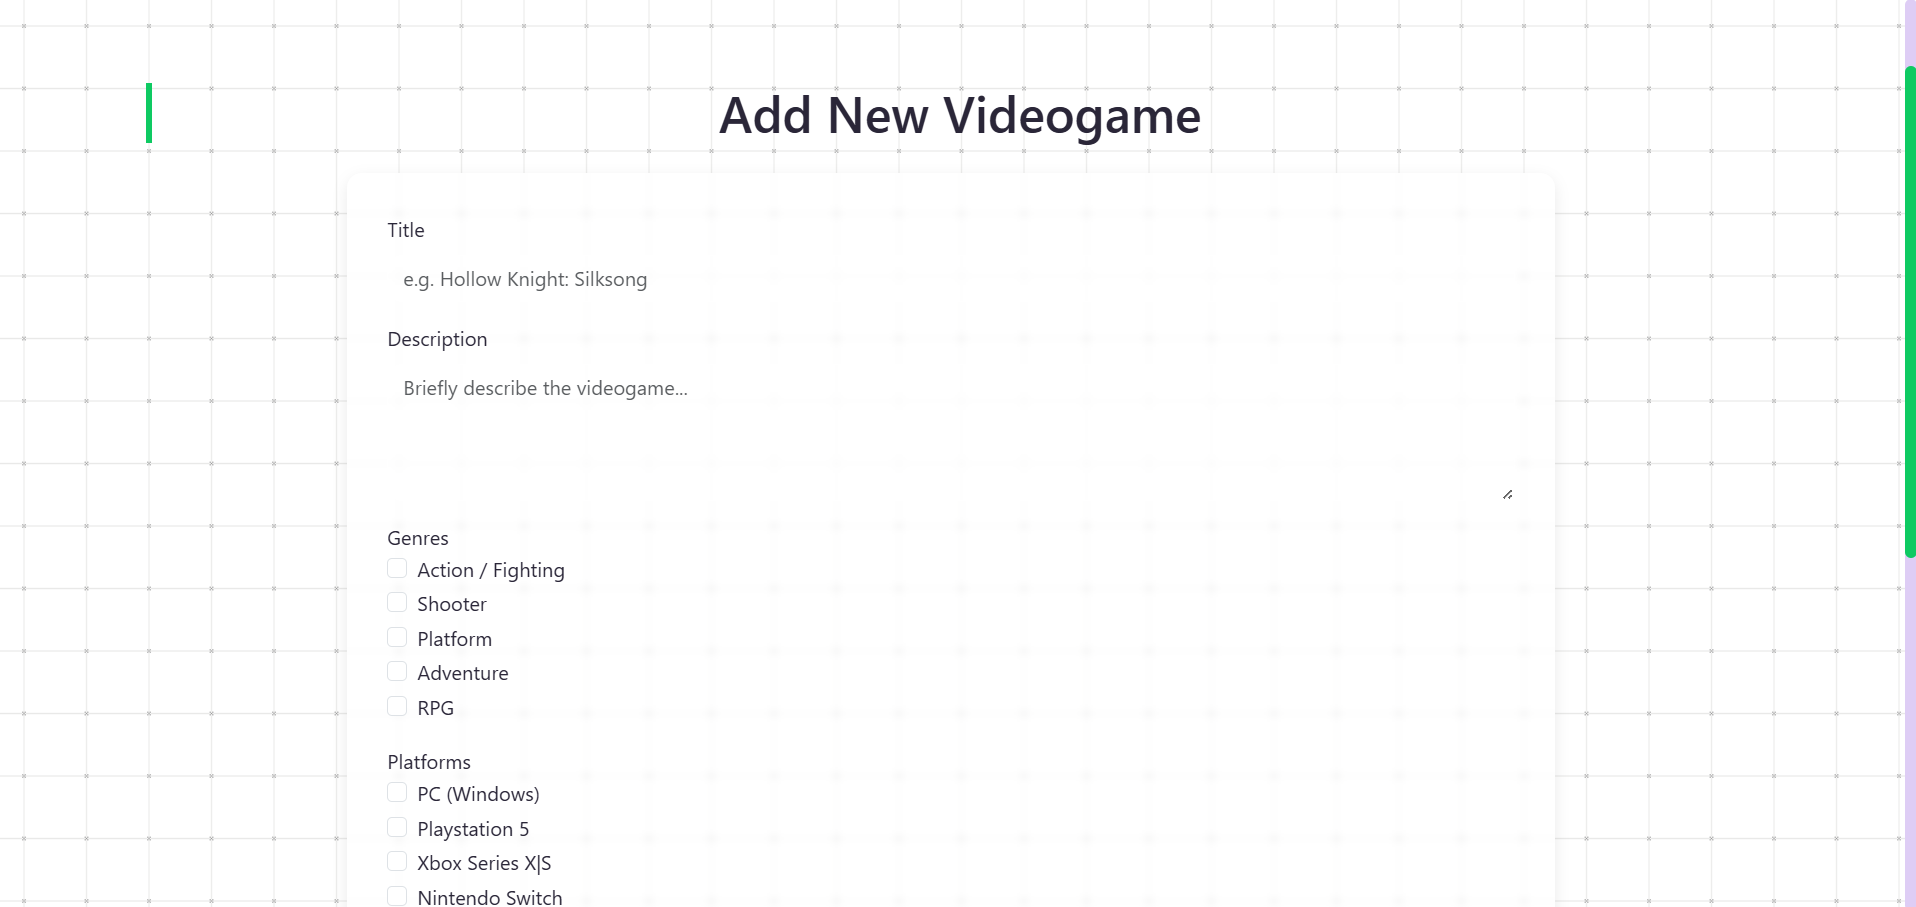 Add New Videogame
Title
e.g. Hollow Knight: Silksong
Description
Briefly describe the videogame...
Genres
Action / Fighting
Shooter
Platform
Adventure
RPG
Platforms
PC (Windows)
Playstation 5
Xbox Series X|S
Nintendo Switch